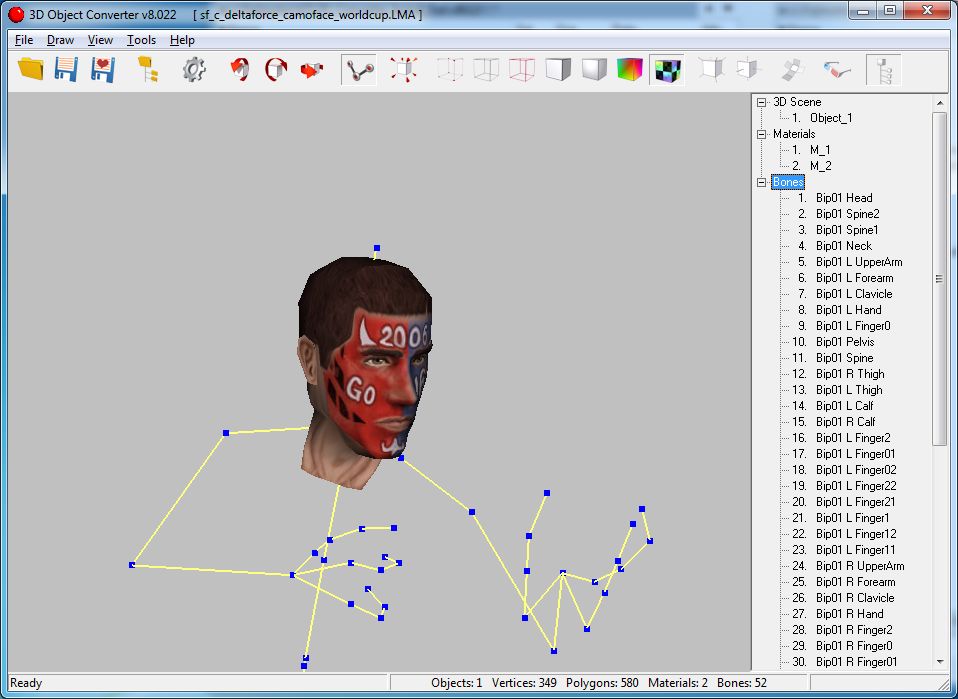 3D Object Converter v8.022 [ sf_c_deltaforce_camoface_worldcup.LMA ]
File Draw View Tools Help
3D Scene
1. Object_1
Materials
1. M_1
2. M_2
Bones
1. Bip01 Head
2. Bip01 Spine2
3. Bip01 Spine1
4. Bip01 Neck
5. Bip01 L UpperArm
6. Bip01 L Forearm
7. Bip01 L Clavicle
8. Bip01 L Hand
9. Bip01 L Finger0
10. Bip01 Pelvis
11. Bip01 Spine
12. Bip01 R Thigh
13. Bip01 L Thigh
14. Bip01 L Calf
15. Bip01 R Calf
16. Bip01 L Finger2
17. Bip01 L Finger01
18. Bip01 L Finger02
19. Bip01 L Finger22
20. Bip01 L Finger21
21. Bip01 L Finger1
22. Bip01 L Finger12
23. Bip01 L Finger11
24. Bip01 R UpperArm
25. Bip01 R Forearm
26. Bip01 R Clavicle
27. Bip01 R Hand
28. Bip01 R Finger2
29. Bip01 R Finger0
30. Bip01 R Finger01
2006
Go
Ready
Objects: 1 Vertices: 349 Polygons: 580 Materials: 2 Bones: 52